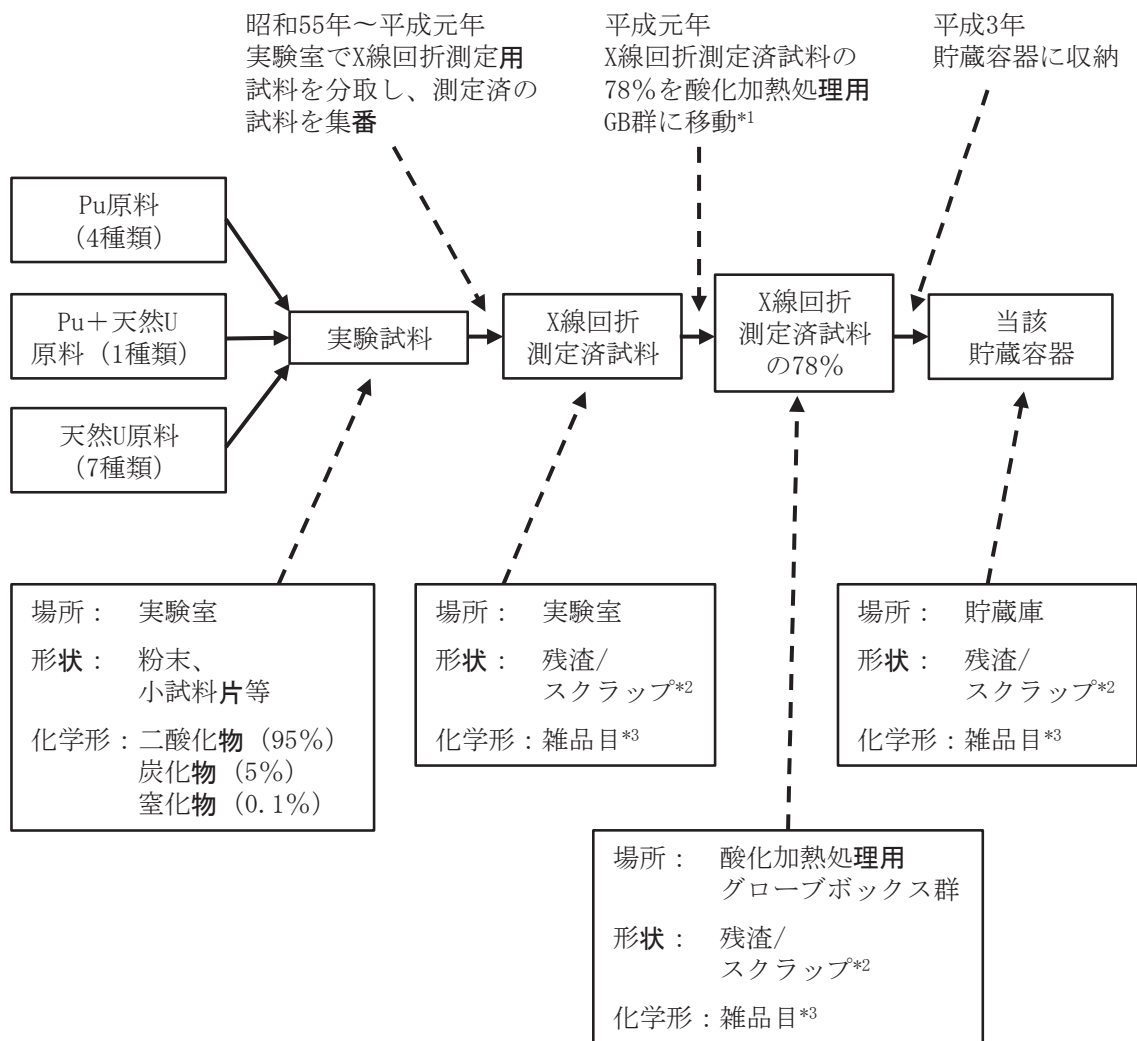 昭和55年～平成元年
実験室でX線回折測定用
試料を分取し、測定済の
試料を集番
平成元年
X線回折測定済試料の
78%を酸化加熱処理用
GB群に移動*1
平成3年
貯蔵容器に収納
Pu原料
(4種類)
Pu＋天然U
原料 (1種類)
天然U原料
(7種類)
実験試料
X線回折
測定済試料
X線回折
測定済試料
の78%
当該
貯蔵容器
場所： 実験室
形状： 粉末、
小試料片等
化学形：二酸化物 (95%)
炭化物 (5%)
窒化物 (0.1%)
場所： 実験室
形状： 残渣/
スクラップ*2
化学形：雑品目*3
場所： 貯蔵庫
形状： 残渣/
スクラップ*2
化学形：雑品目*3
場所： 酸化加熱処理用
グローブボックス群
形状： 残渣/
スクラップ*2
化学形：雑品目*3